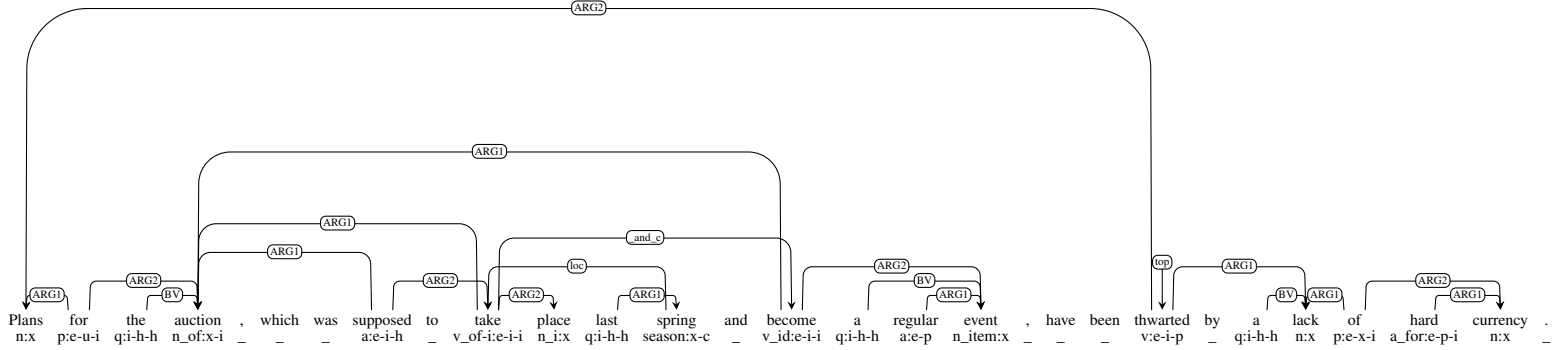 ARG2
ARG1
ARG1
_and_c
ARG1 loc top
ARG2 ARG2 ARG2 ARG1 ARG2
ARG1 BV ARG2 ARG1 BV ARG1 BV ARG1 ARG1
Plans for the auction , which was supposed to take place last spring and become a regular event , have been thwarted by a lack of hard currency .
n:x p:e-u-i q:i-h-h n_of:x-i _ _ _ a:e-i-h _ v_of-i:e-i-i n_i:x q:i-h-h season:x-c _ v_id:e-i-i q:i-h-h a:e-p n_item:x _ _ _ v:e-i-p _ q:i-h-h n:x p:e-x-i a_for:e-p-i n:x _